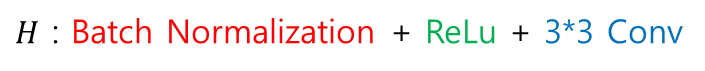 H : Batch Normalization + ReLu + 3*3 Conv